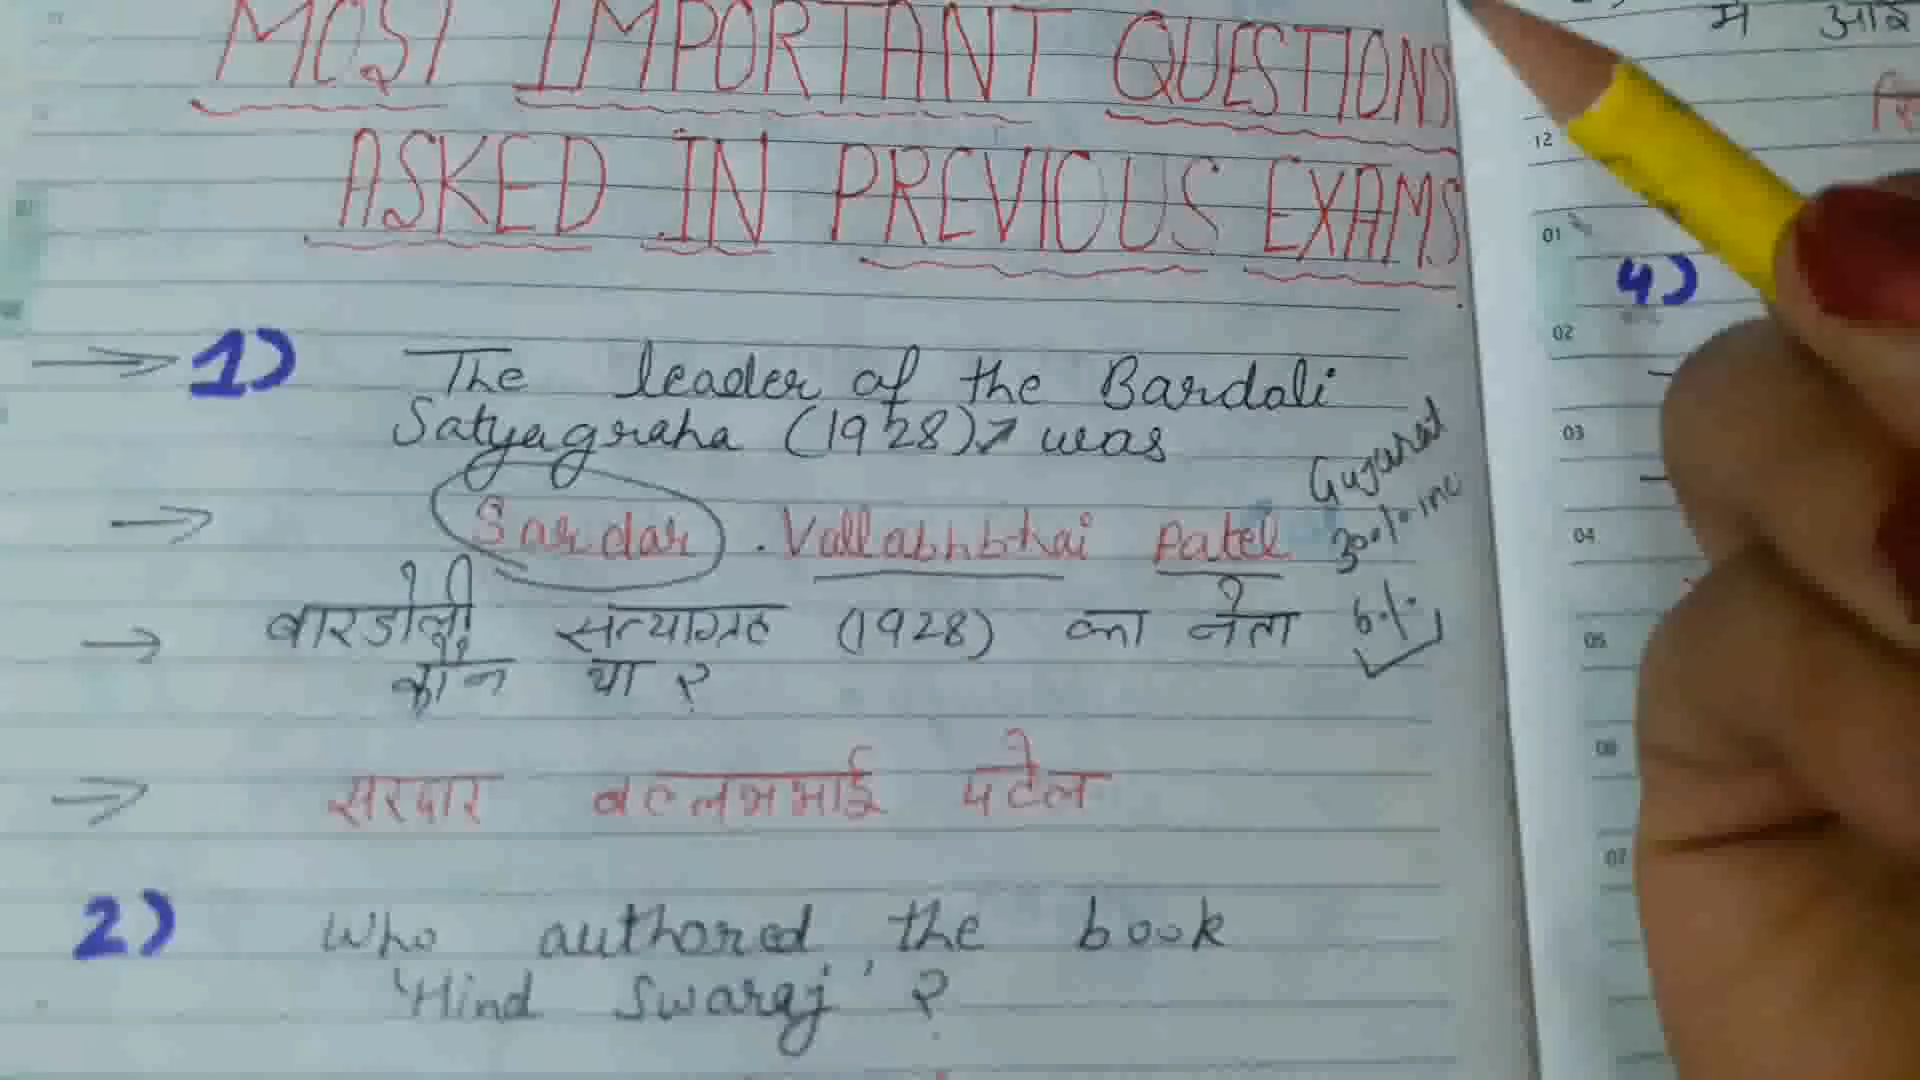 MOST IMPORTANT QUESTIONS
ASKED IN PREVIOUS EXAMS
1) The leader of the Bardoli
Satyagraha (1928) was
Sardar Vallabhbhai Patel
Gujarat
30%
6%
बारडोली सत्याग्रह (1928) का नेता
कौन था ?
सरदार वल्लभभाई पटेल
2) Who authored the book
'Hind Swaraj' ?
में
4)
12
01
02
03
04
05
06
07